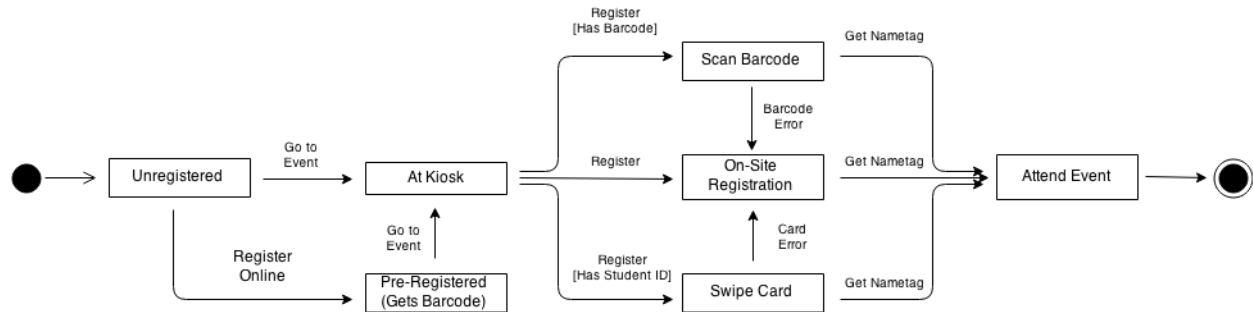 Register
[Has Barcode]
Scan Barcode
Get Nametag
Barcode
Error
Go to
Event
Unregistered
At Kiosk
Register
On-Site
Registration
Get Nametag
Attend Event
Go to
Event
Card
Error
Register
Online
Register
[Has Student ID]
Pre-Registered
(Gets Barcode)
Swipe Card
Get Nametag